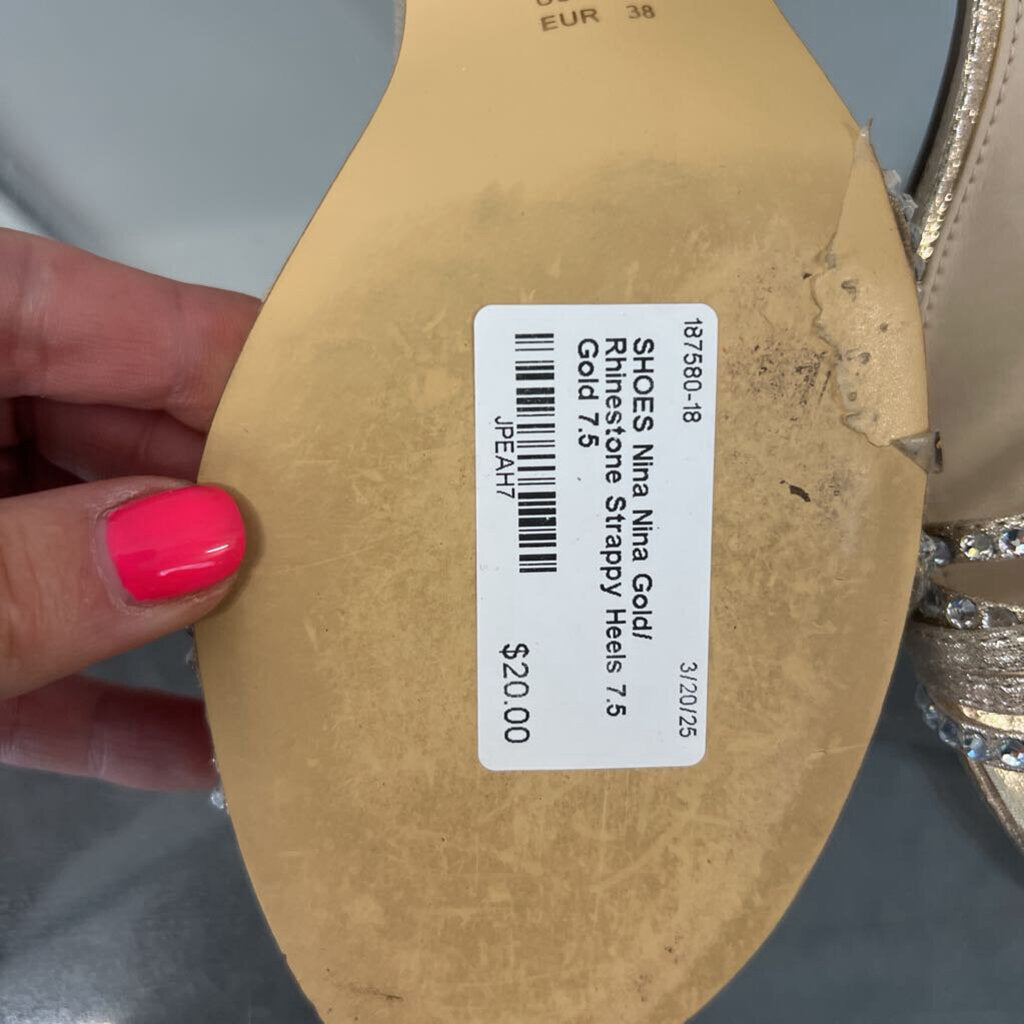 EUR 38
187580-18 3/20/25
SHOES Nina Nina Gold/
Rhinestone Strappy Heels 7.5
Gold 7.5
JPEAH7
$20.00